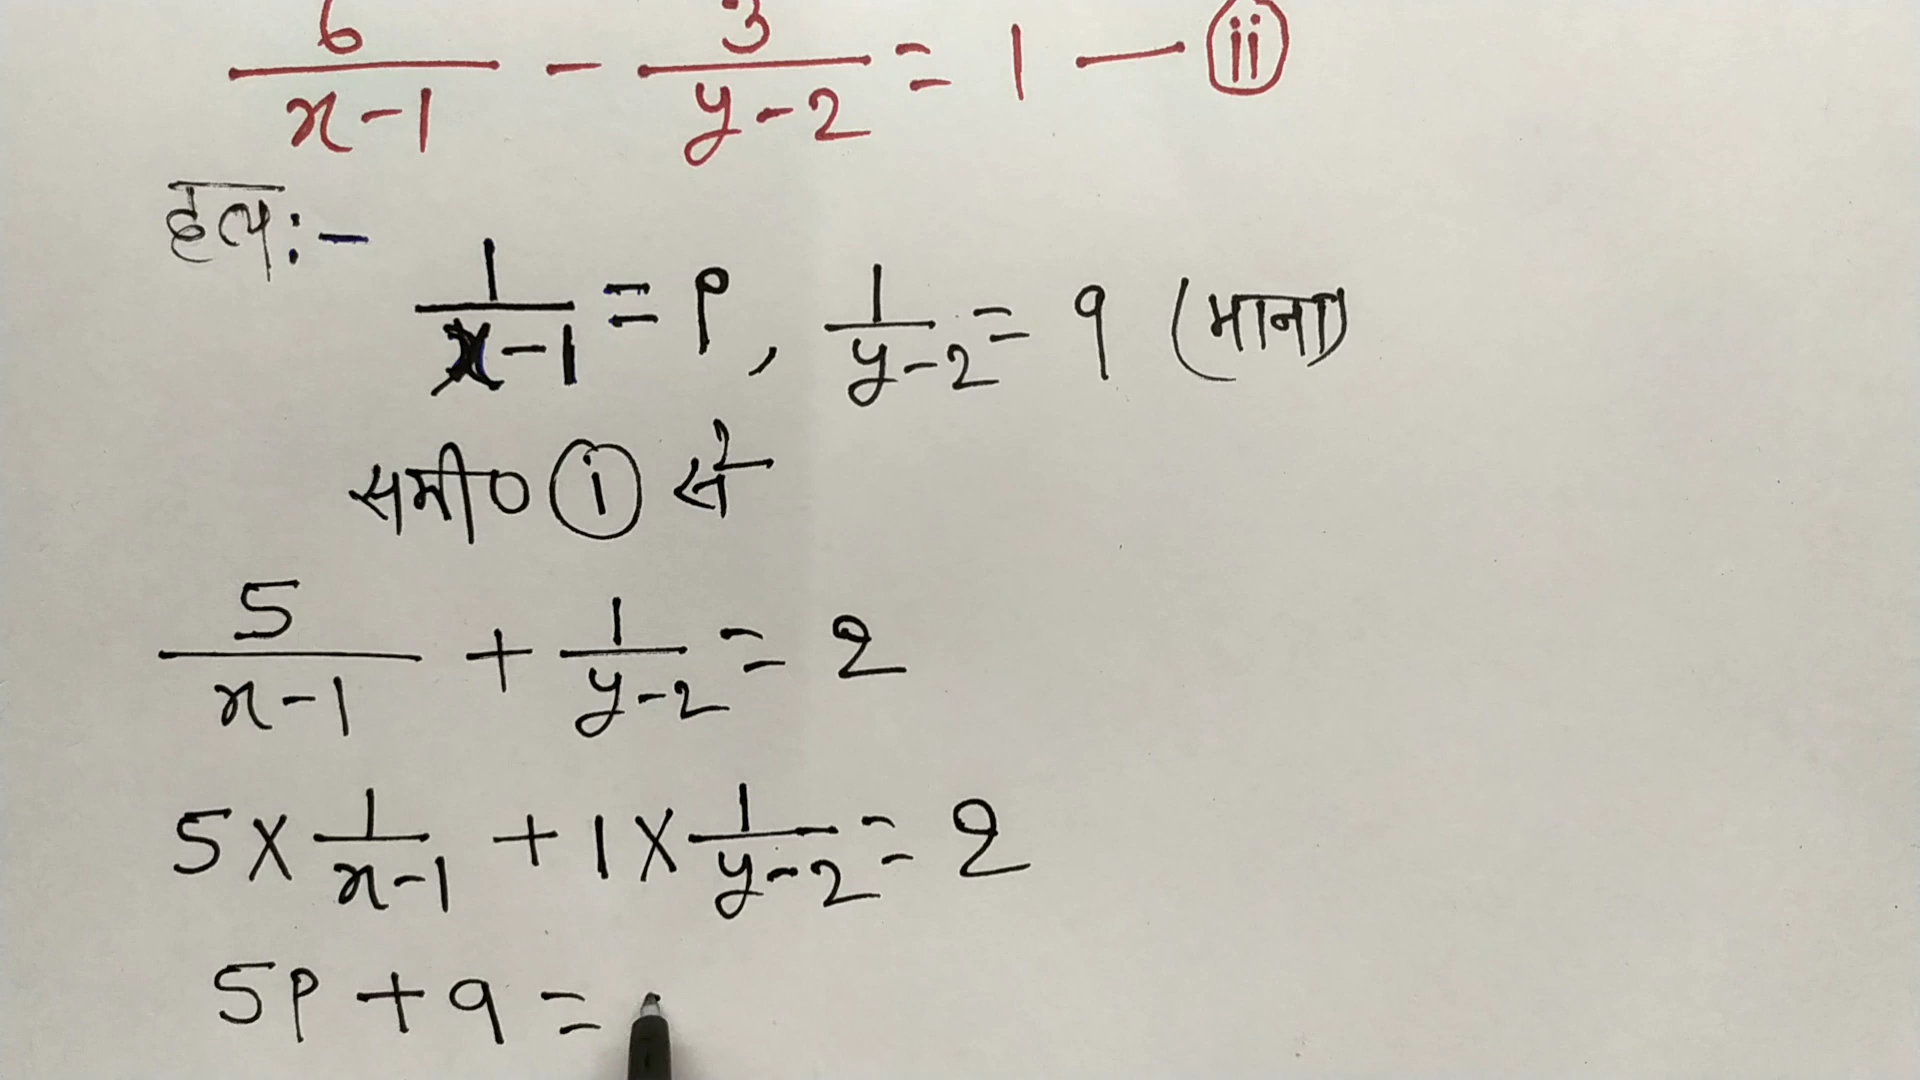 6/(x-1) - 3/(y-2) = 1 — (ii)
हल:-
1/(x-1) = p, 1/(y-2) = q (माना)
समी० (i) से
5/(x-1) + 1/(y-2) = 2
5 × 1/(x-1) + 1 × 1/(y-2) = 2
5p + q =